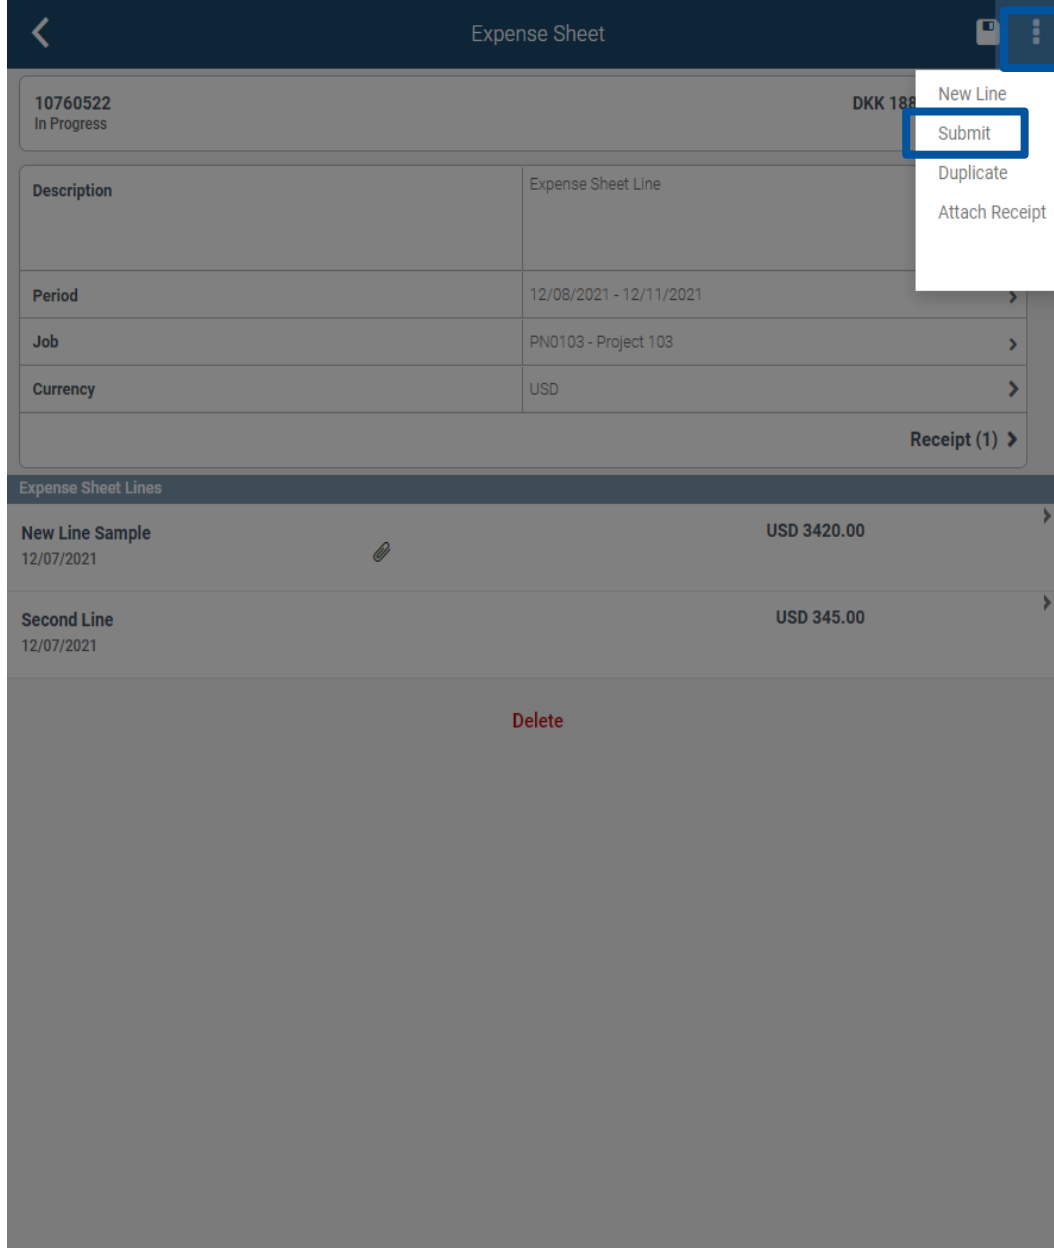 Expense Sheet
10760522
DKK 188
In Progress
New Line
Submit
Duplicate
Attach Receipt
Description
Expense Sheet Line
Period
12/08/2021 - 12/11/2021
Job
PN0103 - Project 103
Currency
USD
Receipt (1)
Expense Sheet Lines
New Line Sample
USD 3420.00
12/07/2021
Second Line
USD 345.00
12/07/2021
Delete